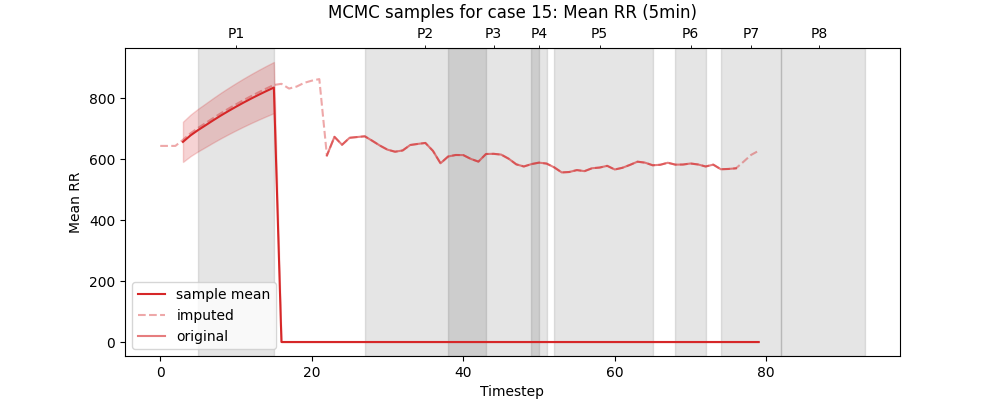 MCMC samples for case 15: Mean RR (5min)
P1 P2 P3 P4 P5 P6 P7 P8
Mean RR
800
600
400
200
0
sample mean
imputed
original
0 20 40 60 80
Timestep